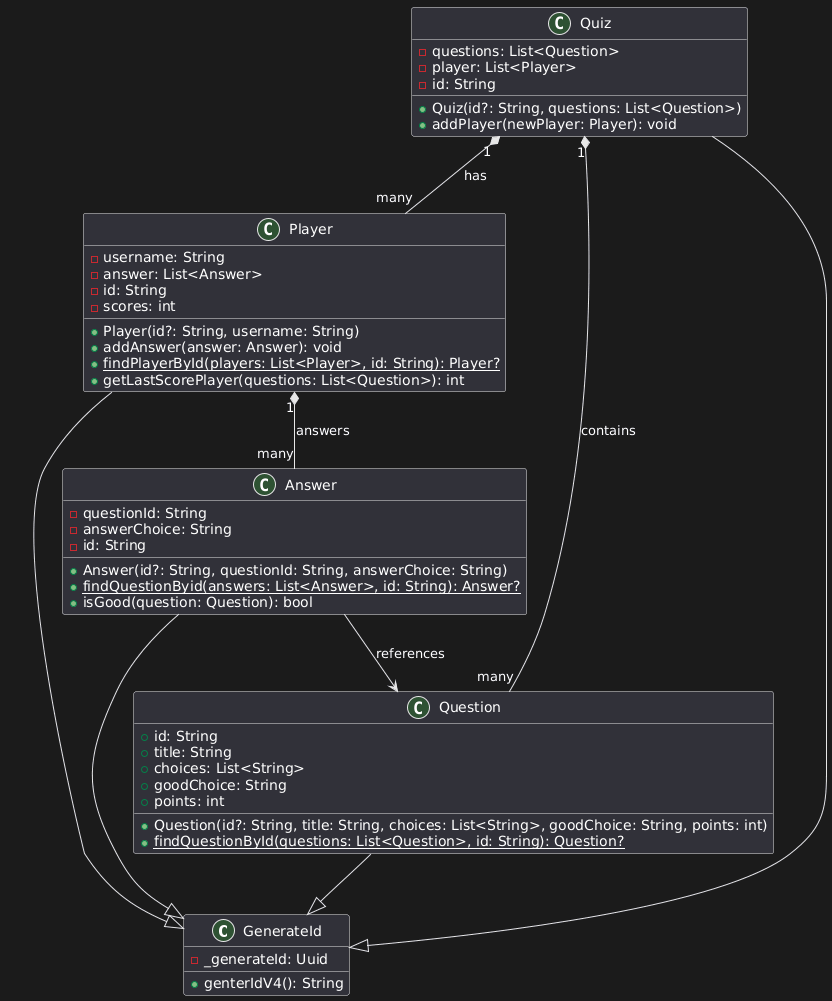 C Quiz
questions: List<Question>
player: List<Player>
id: String
Quiz(id?: String, questions: List<Question>)
addPlayer(newPlayer: Player): void
1
1
has
many
C Player
username: String
answer: List<Answer>
id: String
scores: int
Player(id?: String, username: String)
addAnswer(answer: Answer): void
findPlayerById(players: List<Player>, id: String): Player?
getLastScorePlayer(questions: List<Question>): int
1
answers
contains
many
C Answer
questionId: String
answerChoice: String
id: String
Answer(id?: String, questionId: String, answerChoice: String)
findQuestionByid(answers: List<Answer>, id: String): Answer?
isGood(question: Question): bool
references
many
C Question
id: String
title: String
choices: List<String>
goodChoice: String
points: int
Question(id?: String, title: String, choices: List<String>, goodChoice: String, points: int)
findQuestionById(questions: List<Question>, id: String): Question?
C GenerateId
_generateId: Uuid
genterIdV4(): String